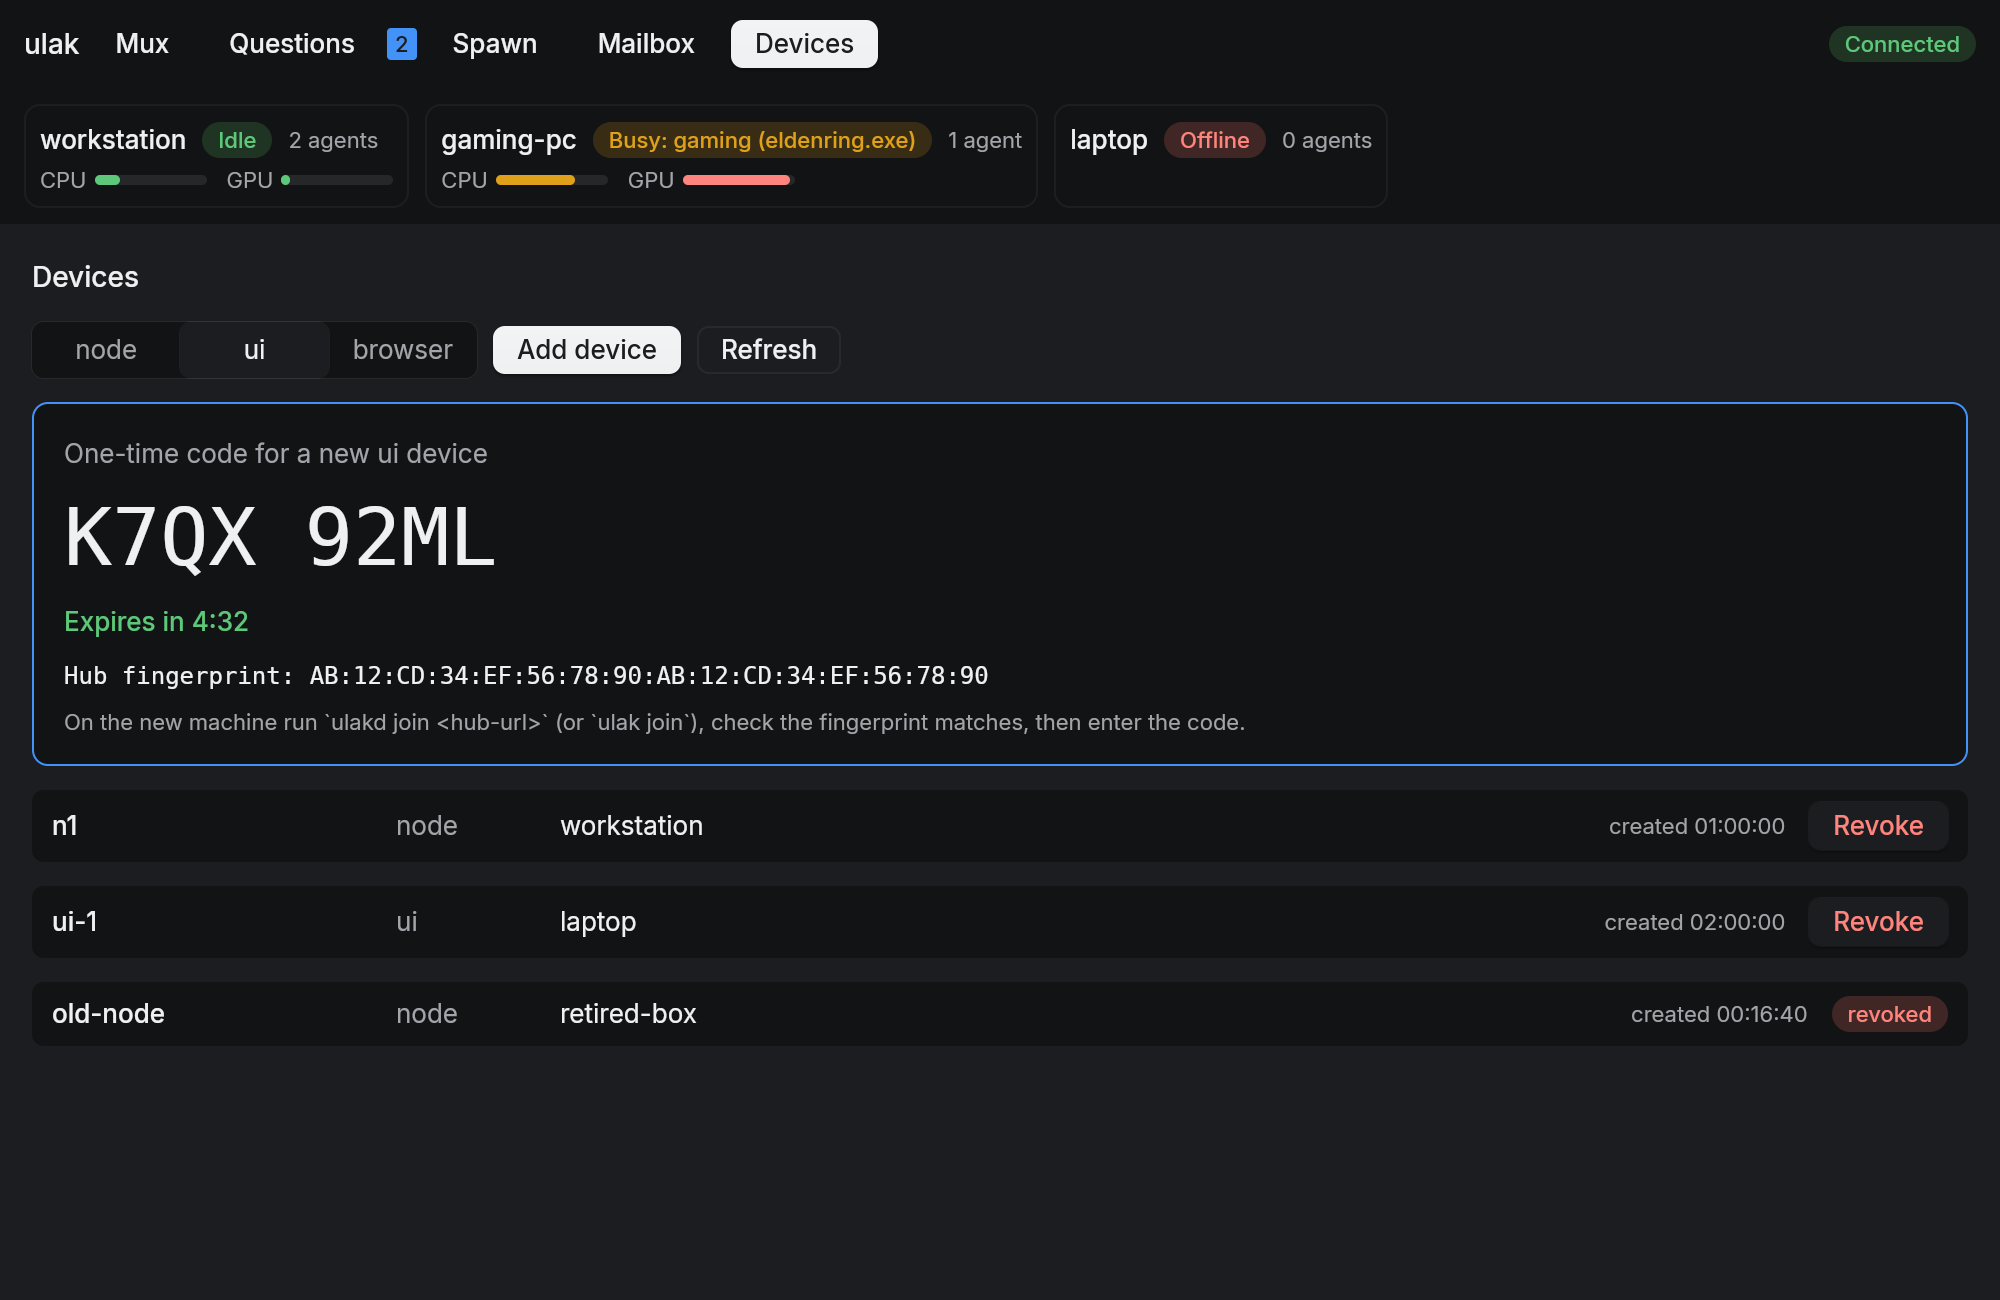 ulak Mux Questions 2 Spawn Mailbox Devices Connected
workstation Idle 2 agents
CPU GPU
gaming-pc Busy: gaming (eldenring.exe) 1 agent
CPU GPU
laptop Offline 0 agents
Devices
node ui browser Add device Refresh
One-time code for a new ui device
K7QX 92ML
Expires in 4:32
Hub fingerprint: AB:12:CD:34:EF:56:78:90:AB:12:CD:34:EF:56:78:90
On the new machine run `ulakd join <hub-url>` (or `ulak join`), check the fingerprint matches, then enter the code.
n1 node workstation created 01:00:00 Revoke
ui-1 ui laptop created 02:00:00 Revoke
old-node node retired-box created 00:16:40 revoked